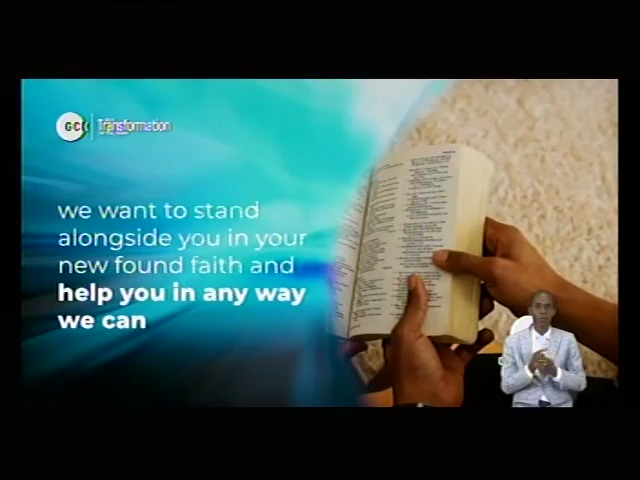 GCK
Transformation
we want to stand
alongside you in your
new found faith and
help you in any way
we can